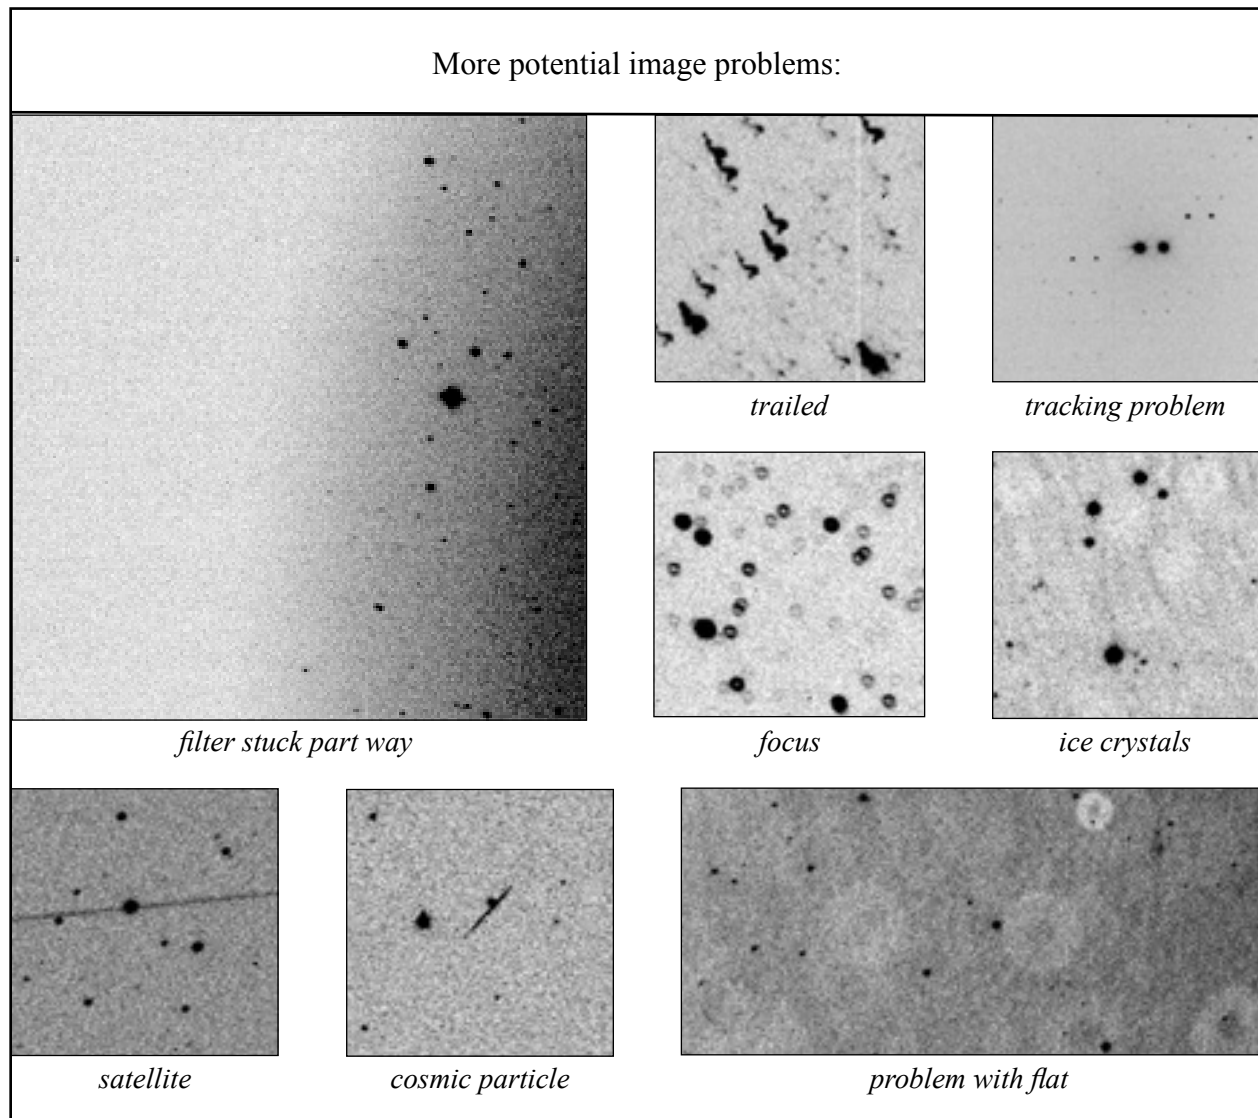 More potential image problems:
trailed
tracking problem
filter stuck part way
focus
ice crystals
satellite
cosmic particle
problem with flat